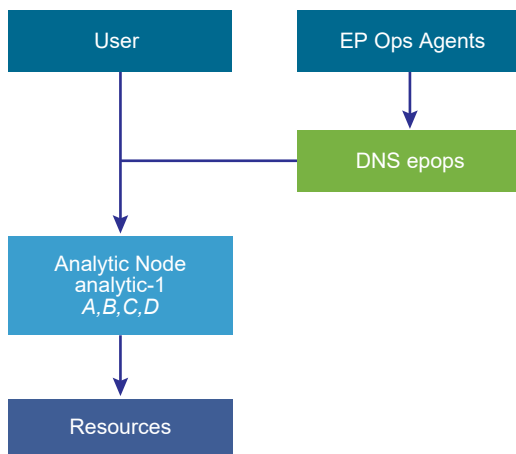 User
EP Ops Agents
DNS epops
Analytic Node
analytic-1
A,B,C,D
Resources